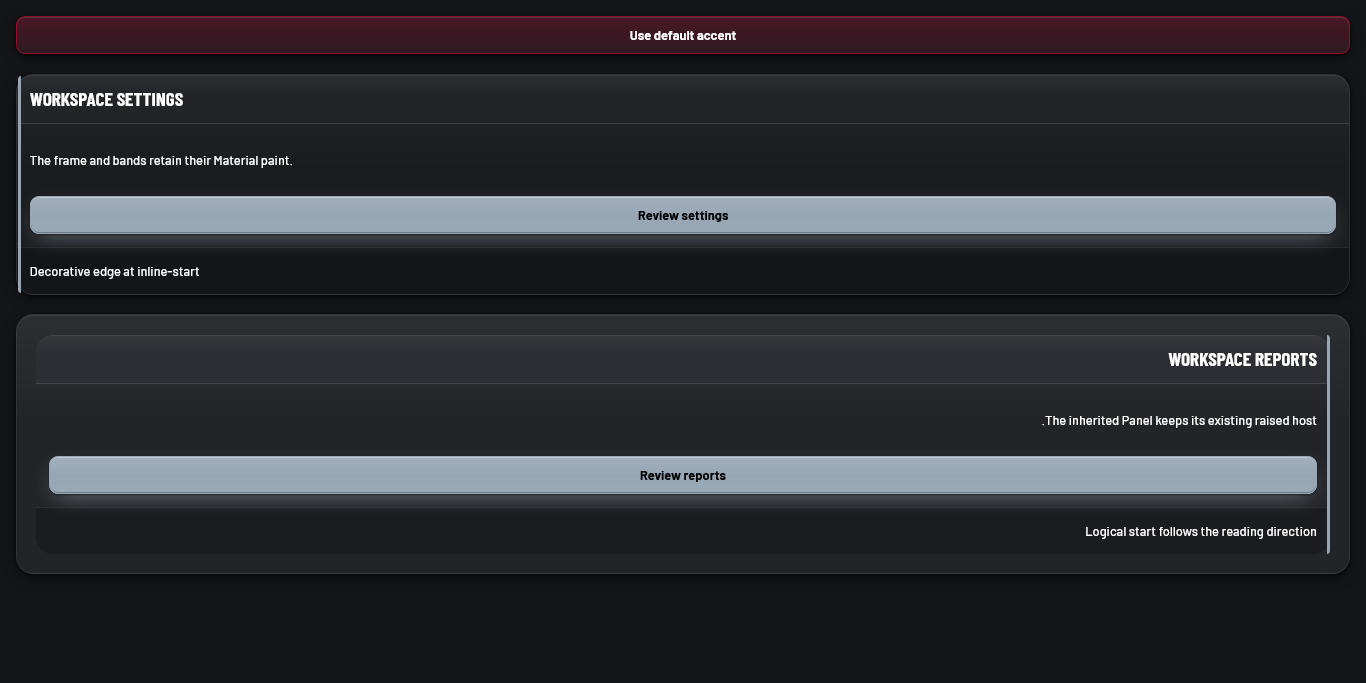 Use default accent
WORKSPACE SETTINGS
The frame and bands retain their Material paint.
Review settings
Decorative edge at inline-start
WORKSPACE REPORTS
.The inherited Panel keeps its existing raised host
Review reports
Logical start follows the reading direction